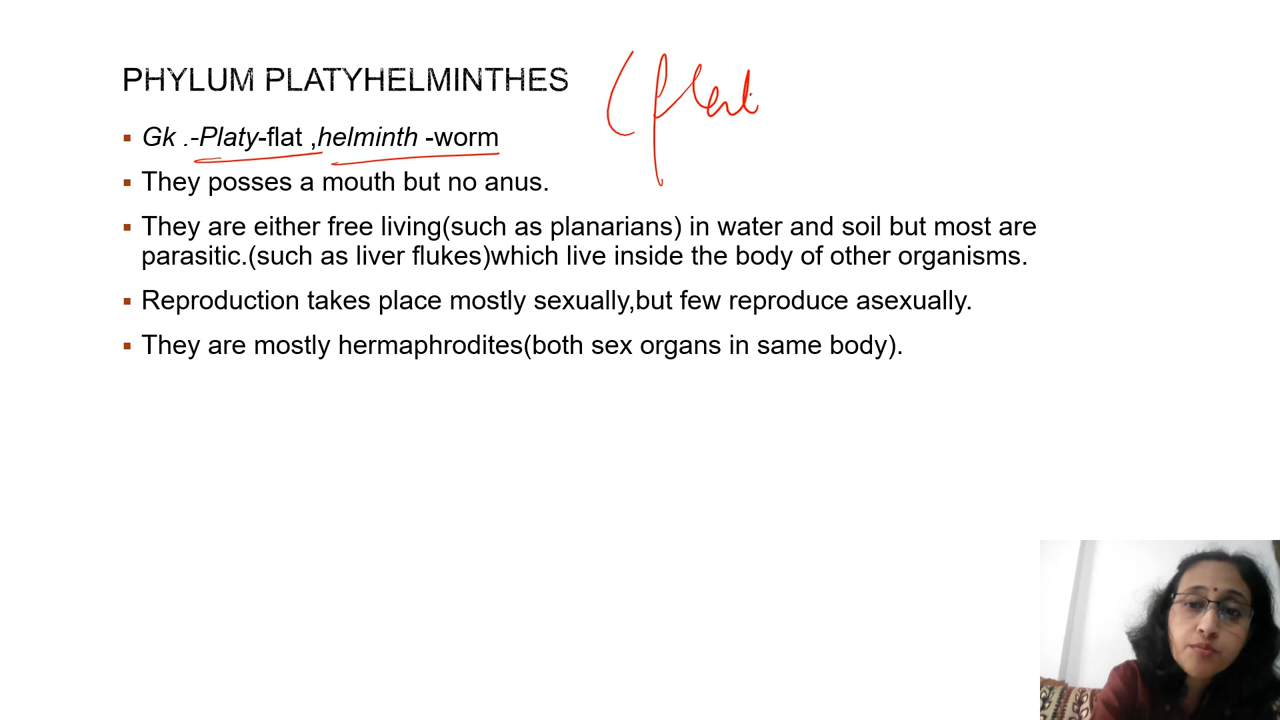 PHYLUM PLATYHELMINTHES
(flat
▪ Gk .-Platy-flat ,helminth -worm
▪ They posses a mouth but no anus.
▪ They are either free living(such as planarians) in water and soil but most are
parasitic.(such as liver flukes)which live inside the body of other organisms.
▪ Reproduction takes place mostly sexually,but few reproduce asexually.
▪ They are mostly hermaphrodites(both sex organs in same body).